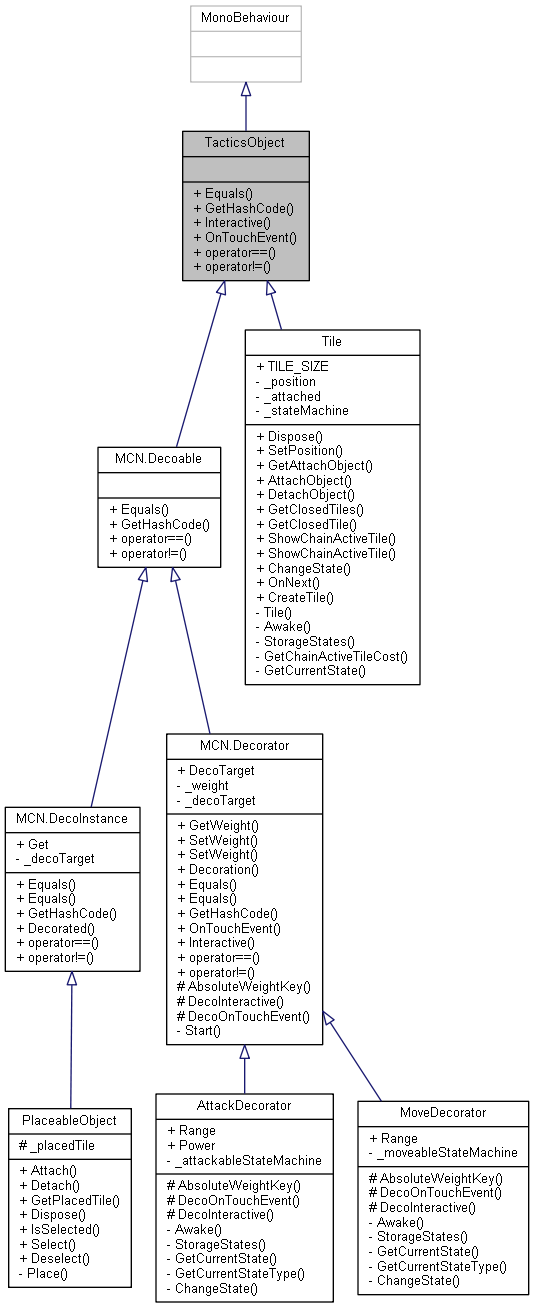 MonoBehaviour
TacticsObject
+ Equals()
+ GetHashCode()
+ Interactive()
+ OnTouchEvent()
+ operator==()
+ operator!=()
Tile
+ TILE_SIZE
- _position
- _attached
- _stateMachine
+ Dispose()
+ SetPosition()
+ GetAttachObject()
+ AttachObject()
+ DetachObject()
+ GetClosedTiles()
+ GetClosedTile()
+ ShowChainActiveTile()
+ ShowChainActiveTile()
+ ChangeState()
+ OnNext()
+ CreateTile()
- Tile()
- Awake()
- StorageStates()
- GetChainActiveTileCost()
- GetCurrentState()
MCN.Decoable
+ Equals()
+ GetHashCode()
+ operator==()
+ operator!=()
MCN.Decorator
+ DecoTarget
- _weight
- _decoTarget
+ GetWeight()
+ SetWeight()
+ SetWeight()
+ Decoration()
+ Equals()
+ Equals()
+ GetHashCode()
+ OnTouchEvent()
+ Interactive()
+ operator==()
+ operator!=()
# AbsoluteWeightKey()
# DecoInteractive()
# DecoOnTouchEvent()
- Start()
MCN.DecoInstance
+ Get
- _decoTarget
+ Equals()
+ Equals()
+ GetHashCode()
+ Decorated()
+ operator==()
+ operator!=()
PlaceableObject
# _placedTile
+ Attach()
+ Detach()
+ GetPlacedTile()
+ Dispose()
+ IsSelected()
+ Select()
+ Deselect()
- Place()
AttackDecorator
+ Range
+ Power
- _attackableStateMachine
# AbsoluteWeightKey()
# DecoOnTouchEvent()
# DecoInteractive()
- Awake()
- StorageStates()
- GetCurrentState()
- GetCurrentStateType()
- ChangeState()
MoveDecorator
+ Range
- _moveableStateMachine
# AbsoluteWeightKey()
# DecoOnTouchEvent()
# DecoInteractive()
- Awake()
- StorageStates()
- GetCurrentState()
- GetCurrentStateType()
- ChangeState()